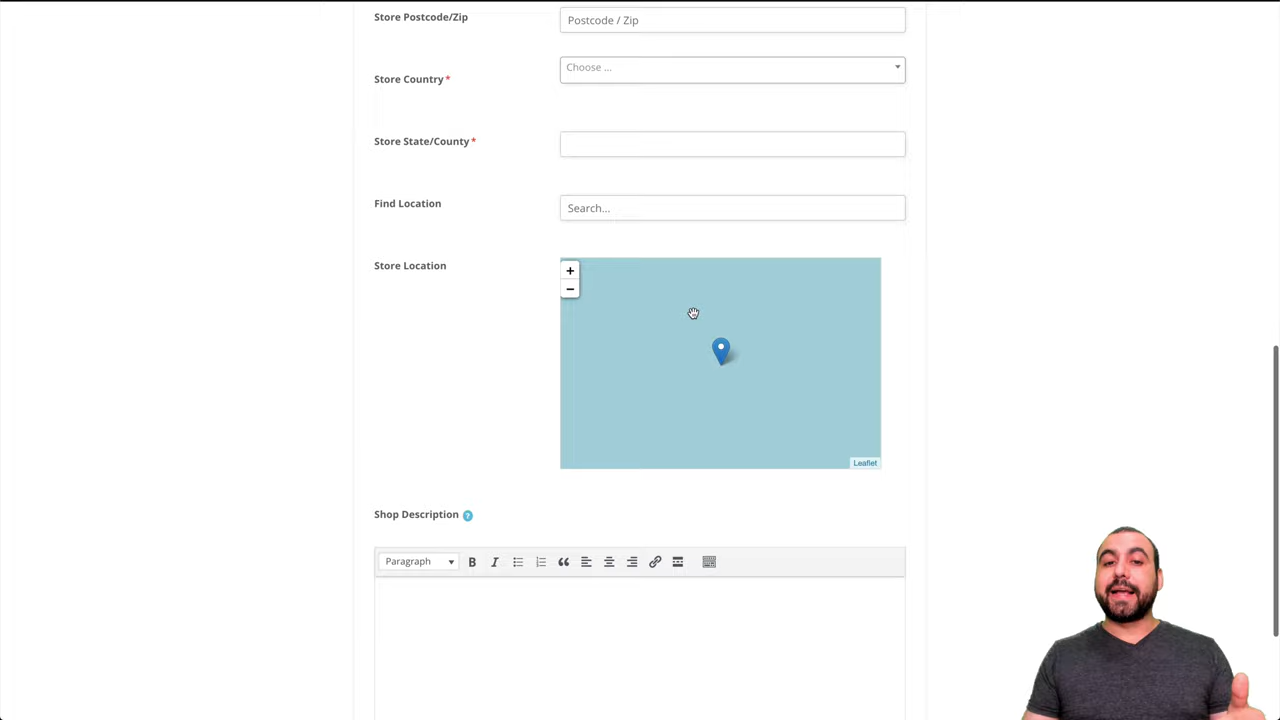 Store Postcode/Zip
Postcode / Zip
Store Country*
Choose ...
Store State/County*
Find Location
Search...
Store Location
+
−
Leaflet
Shop Description ?
Paragraph B I